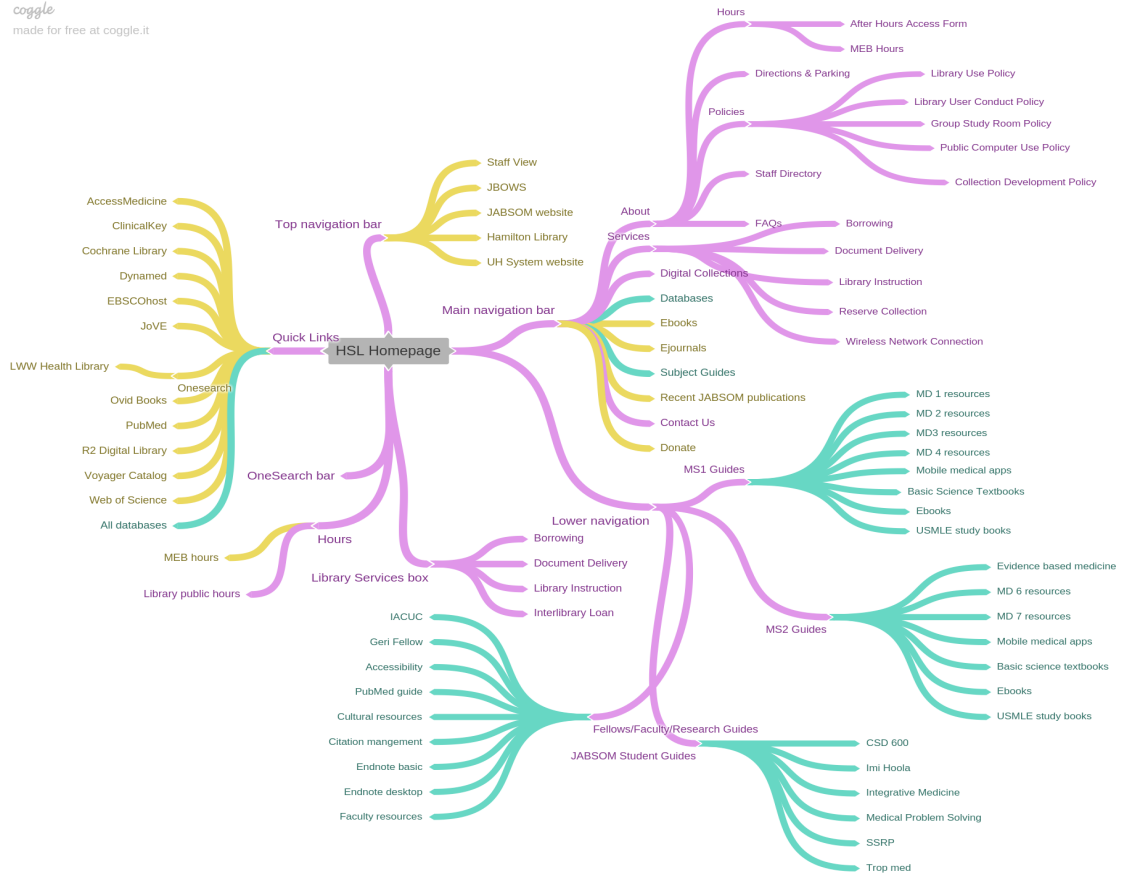 coggle
made for free at coggle.it
HSL Homepage
Top navigation bar
Staff View
JBOWS
JABSOM website
Hamilton Library
UH System website
Quick Links
AccessMedicine
ClinicalKey
Cochrane Library
Dynamed
EBSCOhost
JoVE
Onesearch
LWW Health Library
Ovid Books
PubMed
R2 Digital Library
Voyager Catalog
Web of Science
All databases
OneSearch bar
Hours
MEB hours
Library public hours
Library Services box
Borrowing
Document Delivery
Library Instruction
Interlibrary Loan
Main navigation bar
About
Hours
After Hours Access Form
MEB Hours
Directions & Parking
Policies
Library Use Policy
Library User Conduct Policy
Group Study Room Policy
Public Computer Use Policy
Collection Development Policy
Staff Directory
FAQs
Services
Borrowing
Document Delivery
Library Instruction
Reserve Collection
Wireless Network Connection
Digital Collections
Databases
Ebooks
Ejournals
Subject Guides
Recent JABSOM publications
Contact Us
Donate
Lower navigation
MS1 Guides
MD 1 resources
MD 2 resources
MD3 resources
MD 4 resources
Mobile medical apps
Basic Science Textbooks
Ebooks
USMLE study books
MS2 Guides
Evidence based medicine
MD 6 resources
MD 7 resources
Mobile medical apps
Basic science textbooks
Ebooks
USMLE study books
Fellows/Faculty/Research Guides
IACUC
Geri Fellow
Accessibility
PubMed guide
Cultural resources
Citation mangement
Endnote basic
Endnote desktop
Faculty resources
JABSOM Student Guides
CSD 600
Imi Hoola
Integrative Medicine
Medical Problem Solving
SSRP
Trop med